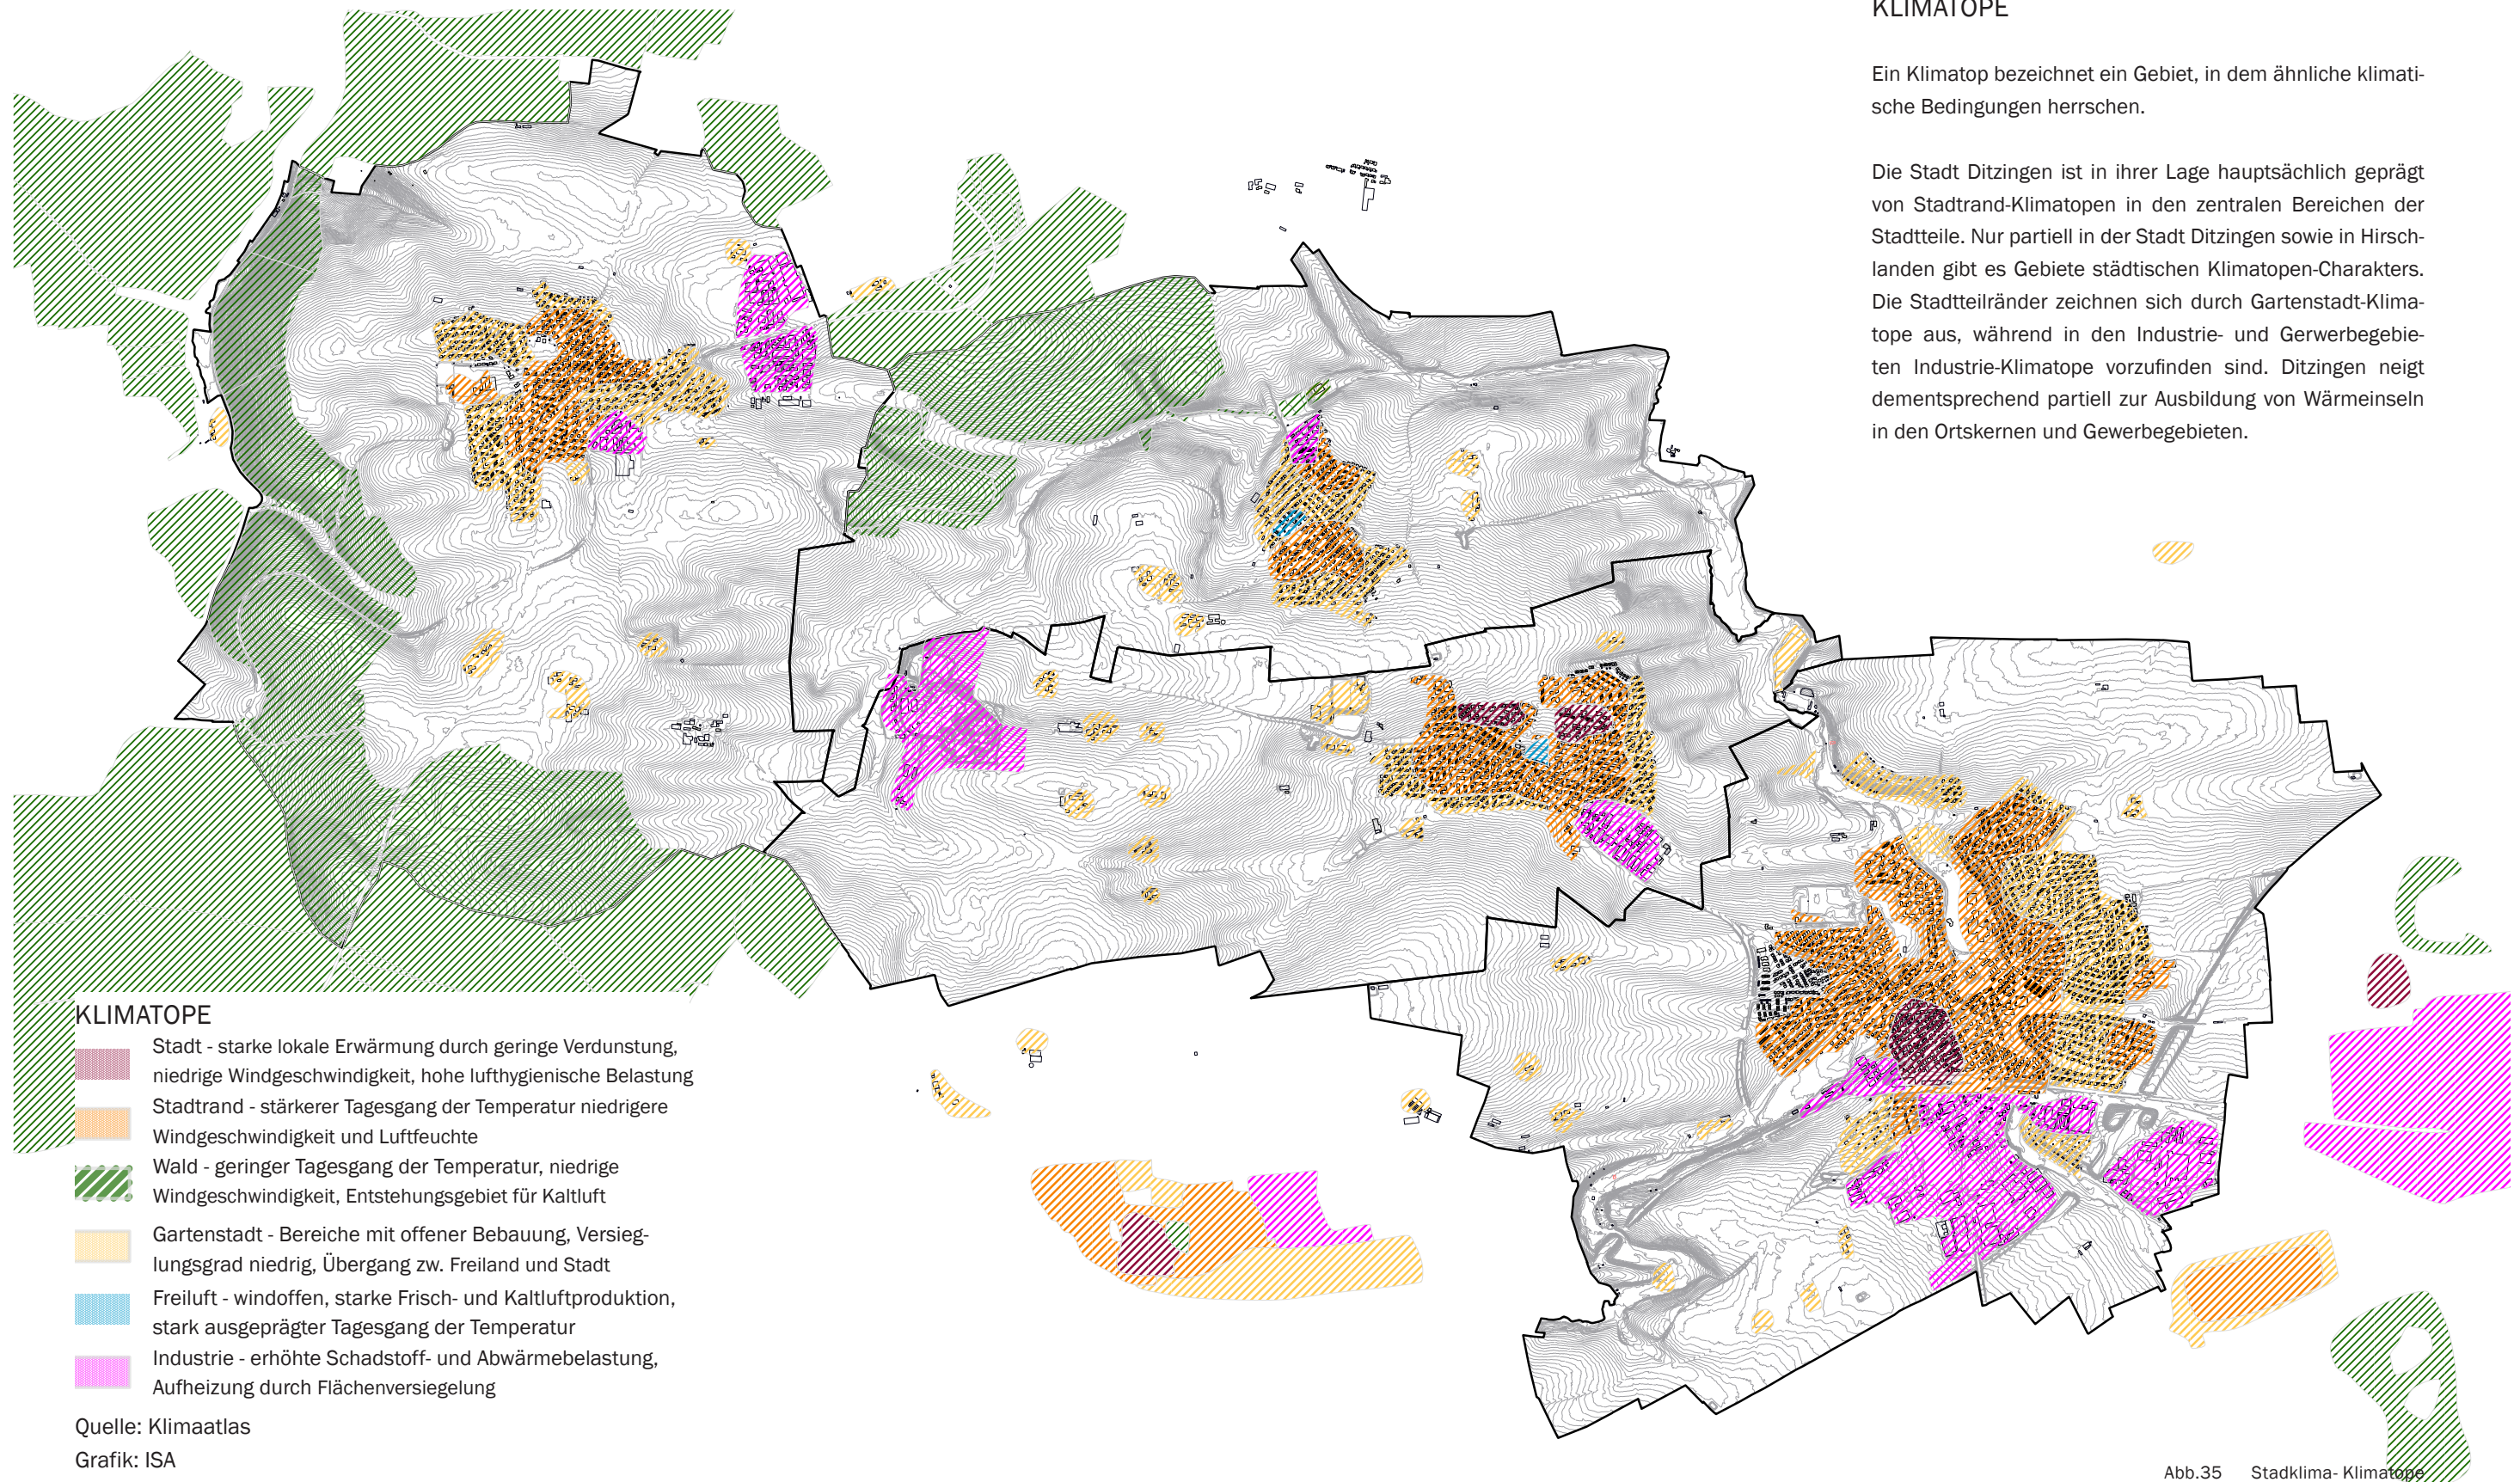 KLIMATOPE
Ein Klimatop bezeichnet ein Gebiet, in dem ähnliche klimati-
sche Bedingungen herrschen.
Die Stadt Ditzingen ist in ihrer Lage hauptsächlich geprägt
von Stadtrand-Klimatopen in den zentralen Bereichen der
Stadtteile. Nur partiell in der Stadt Ditzingen sowie in Hirsch-
landen gibt es Gebiete städtischen Klimatopen-Charakters.
Die Stadtteilränder zeichnen sich durch Gartenstadt-Klima-
tope aus, während in den Industrie- und Gerwerbegebie-
ten Industrie-Klimatope vorzufinden sind. Ditzingen neigt
dementsprechend partiell zur Ausbildung von Wärmeinseln
in den Ortskernen und Gewerbegebieten.
KLIMATOPE
Stadt - starke lokale Erwärmung durch geringe Verdunstung,
niedrige Windgeschwindigkeit, hohe lufthygienische Belastung
Stadtrand - stärkerer Tagesgang der Temperatur niedrigere
Windgeschwindigkeit und Luftfeuchte
Wald - geringer Tagesgang der Temperatur, niedrige
Windgeschwindigkeit, Entstehungsgebiet für Kaltluft
Gartenstadt - Bereiche mit offener Bebauung, Versieg-
lungsgrad niedrig, Übergang zw. Freiland und Stadt
Freiluft - windoffen, starke Frisch- und Kaltluftproduktion,
stark ausgeprägter Tagesgang der Temperatur
Industrie - erhöhte Schadstoff- und Abwärmebelastung,
Aufheizung durch Flächenversiegelung
Quelle: Klimaatlas
Grafik: ISA
Abb.35 Stadklima- Klimatope